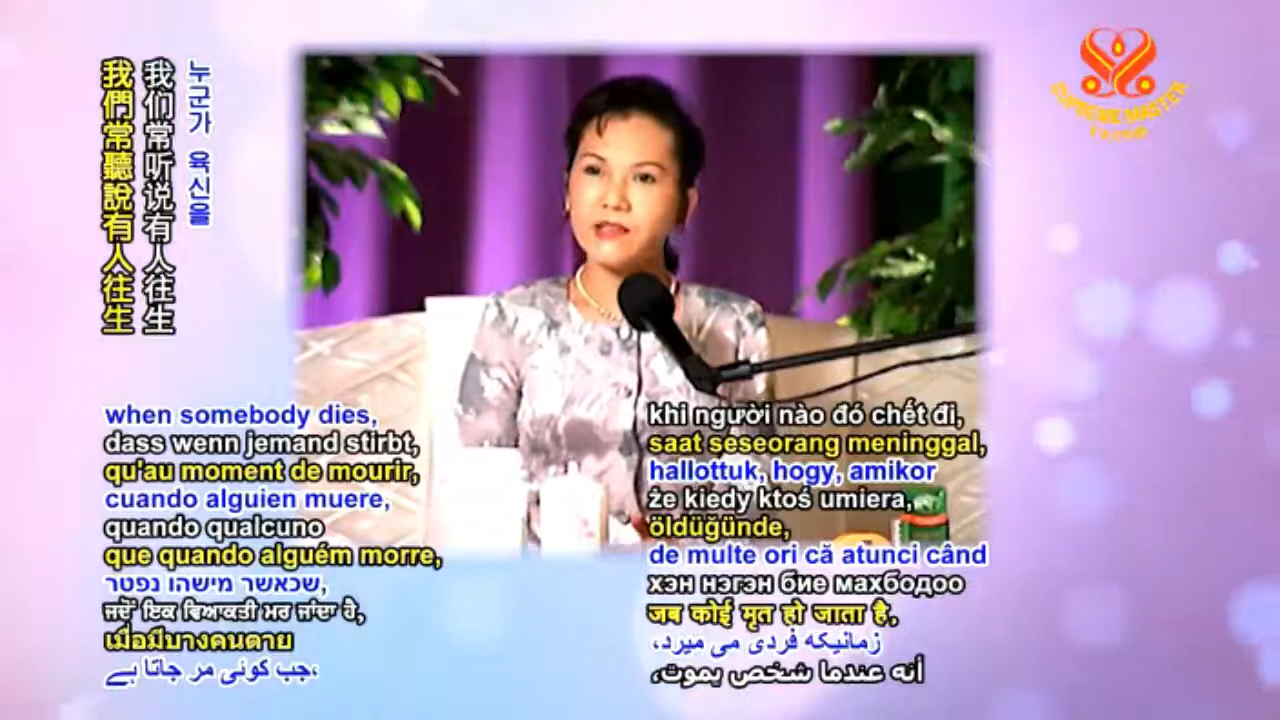 我們常聽說有人往生
我们常听说有人往生
누군가 육신을
SUPREME MASTER
TV.COM
when somebody dies,
dass wenn jemand stirbt,
qu'au moment de mourir,
cuando alguien muere,
quando qualcuno
que quando alguém morre,
שכאשר מישהו נפטר,
ਜਦੋਂ ਇਕ ਵਿਆਕਤੀ ਮਰ ਜਾਂਦਾ ਹੈ,
เมื่อมีบางคนตาย
جب کوئی مر جاتا ہے،
khi người nào đó chết đi,
saat seseorang meninggal,
hallottuk, hogy, amikor
że kiedy ktoś umiera,
öldüğünde,
de multe ori că atunci când
хэн нэгэн бие махбодоо
जब कोई मृत हो जाता है,
زمانیکه فردی می میرد،
أنه عندما شخص يموت،